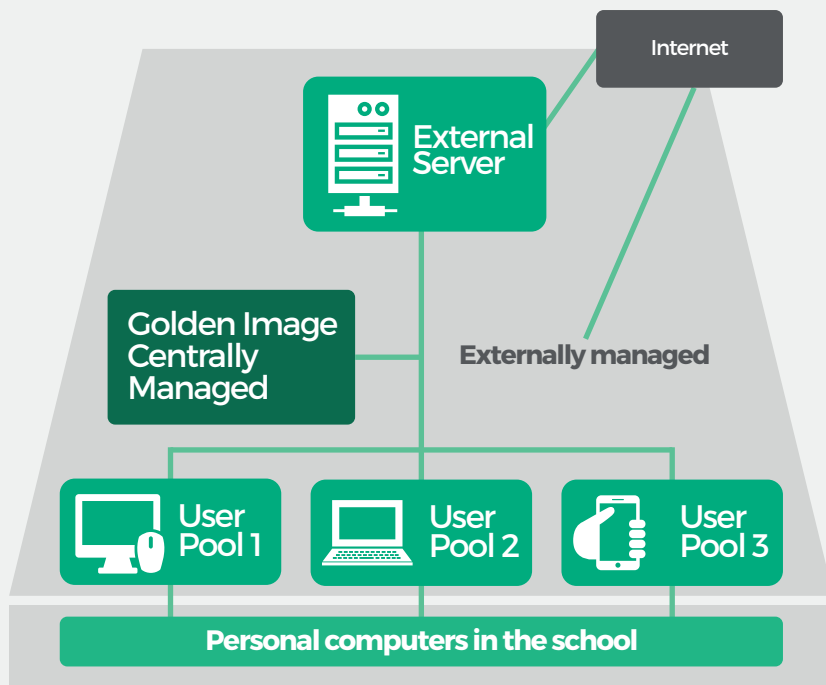 Internet
External
Server
Golden Image
Centrally
Managed
Externally managed
User
Pool 1
User
Pool 2
User
Pool 3
Personal computers in the school